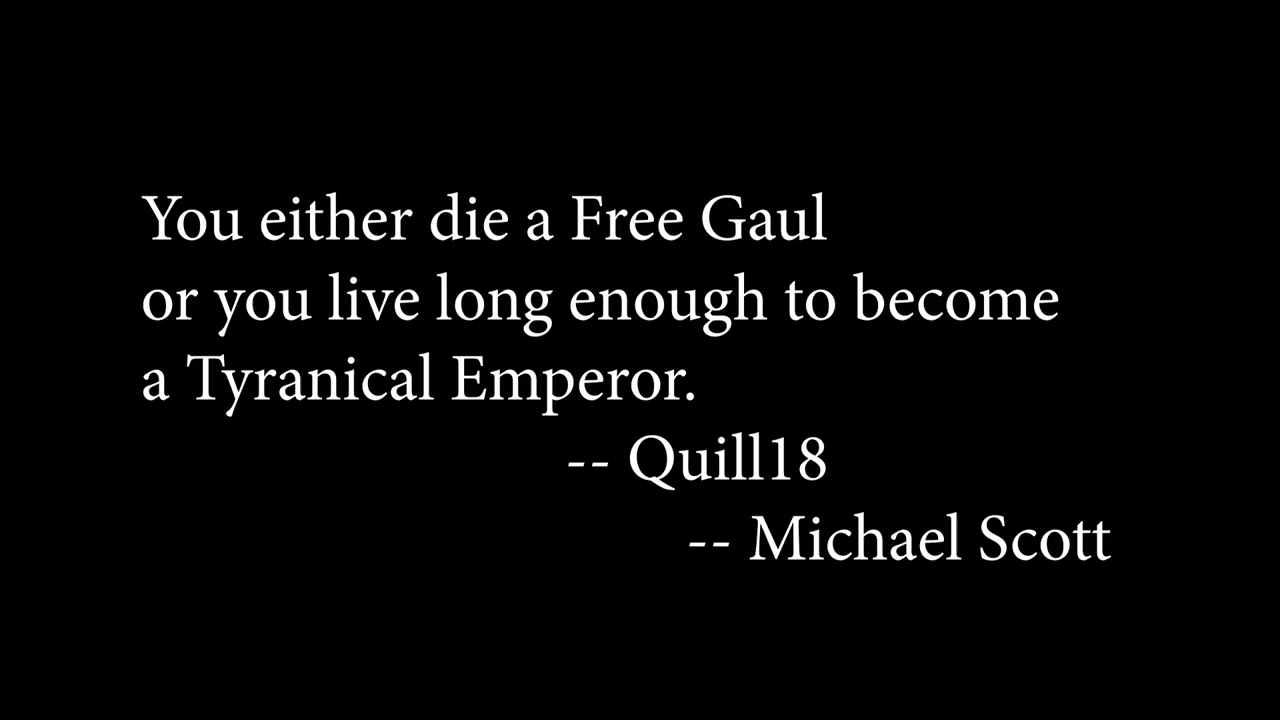 You either die a Free Gaul
or you live long enough to become
a Tyranical Emperor.
-- Quill18
-- Michael Scott